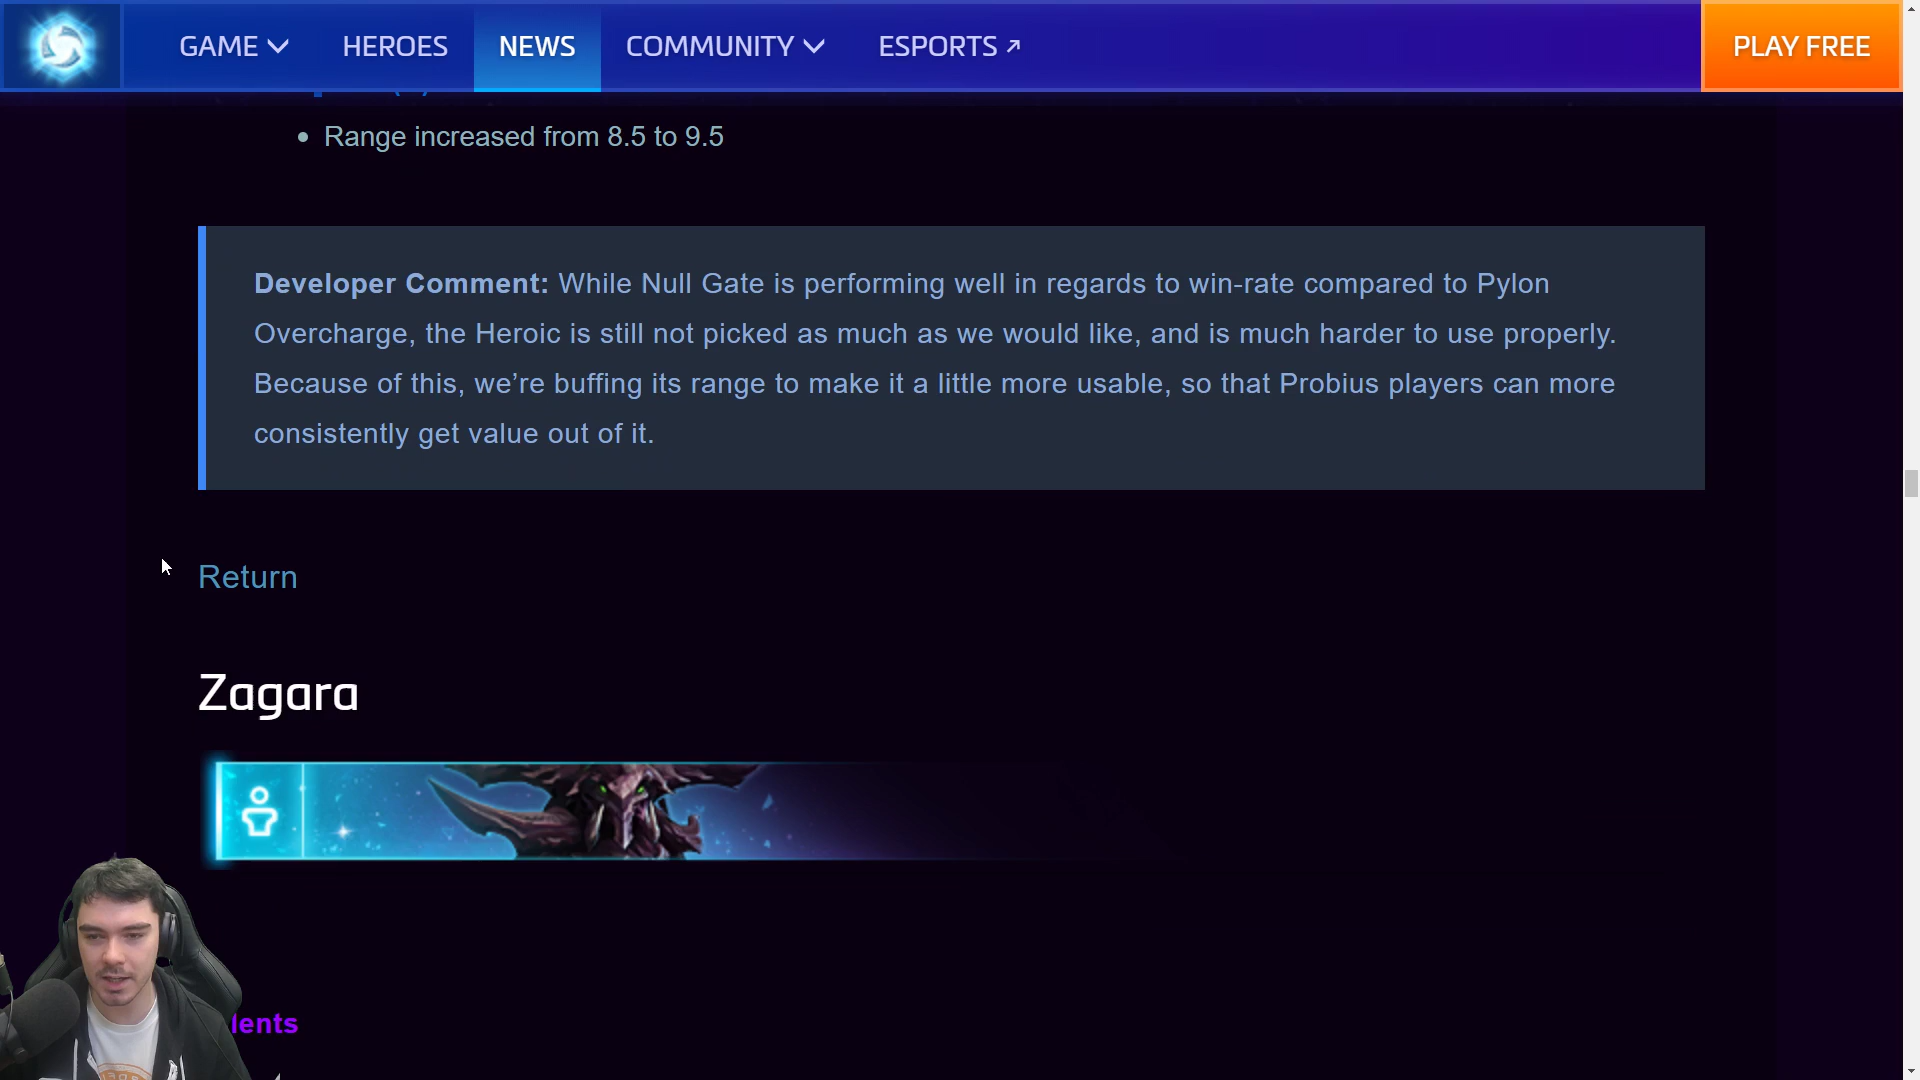 GAME
HEROES
NEWS
COMMUNITY
ESPORTS
PLAY FREE
Range increased from 8.5 to 9.5
Developer Comment: While Null Gate is performing well in regards to win-rate compared to Pylon
Overcharge, the Heroic is still not picked as much as we would like, and is much harder to use properly.
Because of this, we’re buffing its range to make it a little more usable, so that Probius players can more
consistently get value out of it.
Return
Zagara
lents